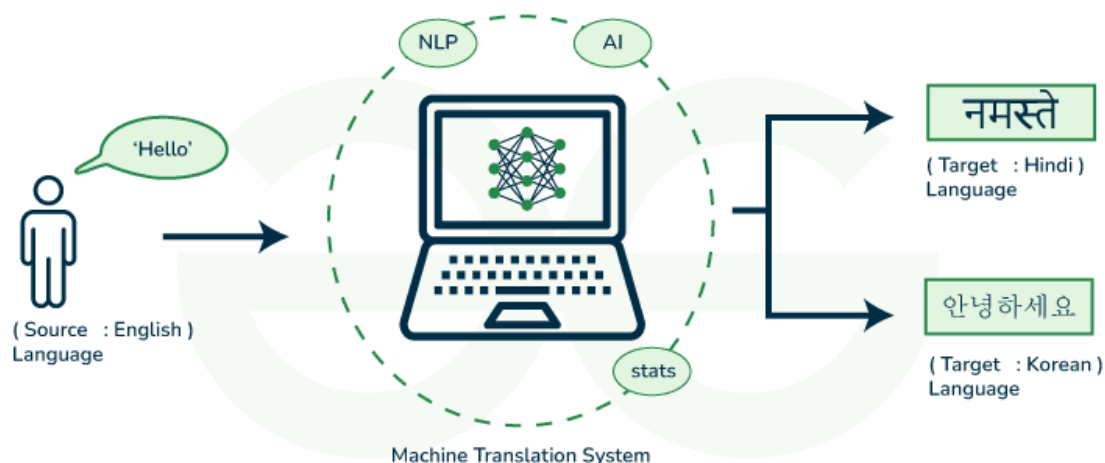 NLP
AI
‘Hello’
( Source : English )
Language
stats
Machine Translation System
नमस्ते
( Target : Hindi )
Language
안녕하세요
( Target : Korean )
Language